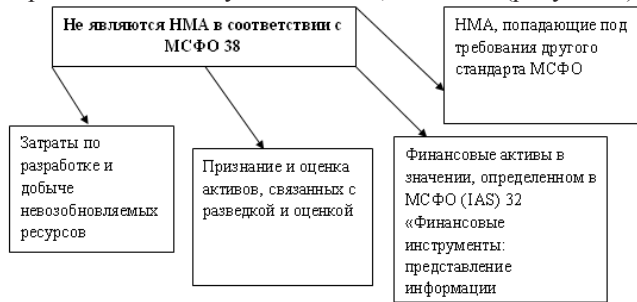 Не являются НМА в соответствии с
МСФО 38
НМА, попадающие под
требования другого
стандарта МСФО
Затраты по
разработке и
добыче
невозобновляемых
ресурсов
Признание и оценка
активов, связанных с
разведкой и оценкой
Финансовые активы в
значении, определенном в
МСФО (IAS) 32
«Финансовые
инструменты:
представление
информации